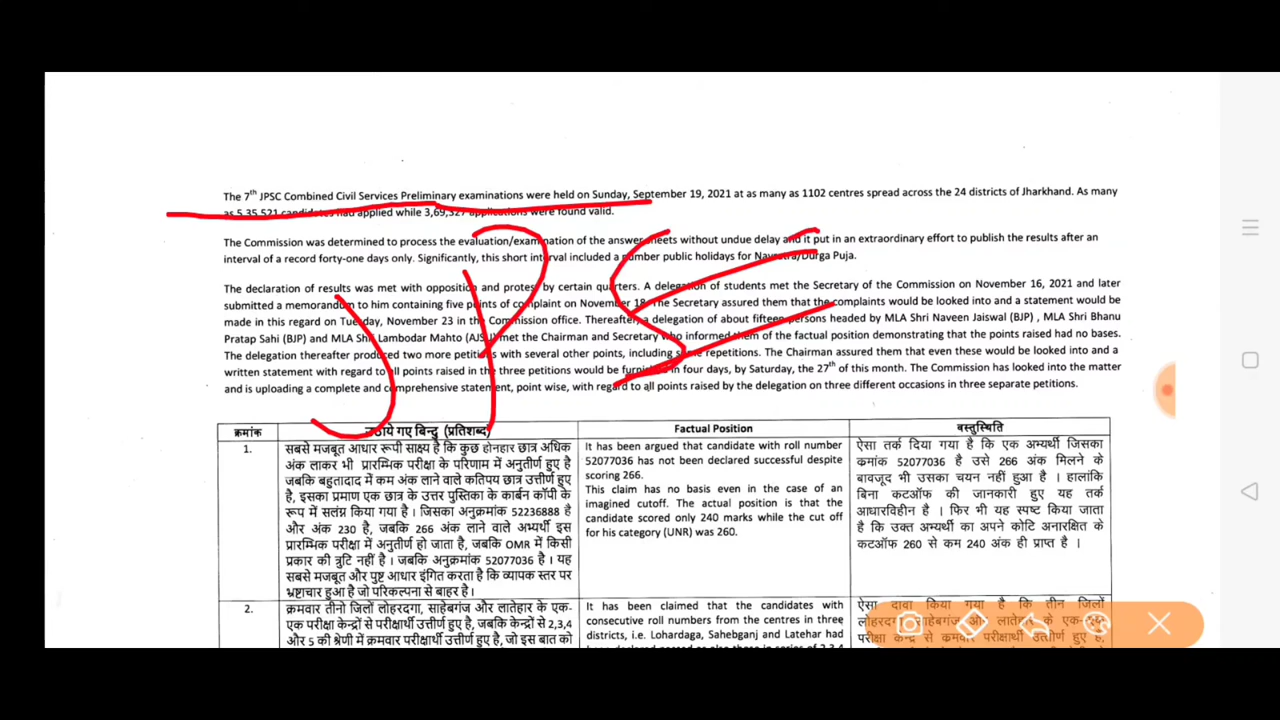 The 7th JPSC Combined Civil Services Preliminary examinations were held on Sunday, September 19, 2021 at as many as 1102 centres spread across the 24 districts of Jharkhand. As many
as 5,35,521 candidates had applied while 3,69,327 applications were found valid.
The Commission was determined to process the evaluation/examination of the answer sheets without undue delay and it put in an extraordinary effort to publish the results after an
interval of a record forty-one days only. Significantly, this short interval included a number public holidays for Navratra/Durga Puja.
The declaration of results was met with opposition and protest by certain quarters. A delegation of students met the Secretary of the Commission on November 16, 2021 and later
submitted a memorandum to him containing five points of complaint on November 18. The Secretary assured them that the complaints would be looked into and a statement would be
made in this regard on Tuesday, November 23 in the Commission office. Thereafter, a delegation of about fifteen persons headed by MLA Shri Naveen Jaiswal (BJP) , MLA Shri Bhanu
Pratap Sahi (BJP) and MLA Shri Lambodar Mahto (AJSU) met the Chairman and Secretary who informed them of the factual position demonstrating that the points raised had no bases.
The delegation thereafter produced two more petitions with several other points, including some repetitions. The Chairman assured them that even these would be looked into and a
written statement with regard to all points raised in the three petitions would be furnished in four days, by Saturday, the 27th of this month. The Commission has looked into the matter
and is uploading a complete and comprehensive statement, point wise, with regard to all points raised by the delegation on three different occasions in three separate petitions.
JPS
क्रमांक उठाये गए बिन्दु (प्रतिशब्द) Factual Position वस्तुस्थिति
1.
सबसे मजबूत आधार रूपी साक्ष्य है कि कुछ होनहार छात्र अधिक
अंक लाकर भी प्रारम्भिक परीक्षा के परिणाम में अनुतीर्ण हुए है
जबकि बहुतादाद में कम अंक लाने वाले कतिपय छात्र उत्तीर्ण हुए
है, इसका प्रमाण एक छात्र के उत्तर पुस्तिका के कार्बन कॉपी के
रूप में सलंग्न किया गया है । जिसका अनुक्रमांक 52236888 है
और अंक 230 है, जबकि 266 अंक लाने वाले अभ्यर्थी इस
प्रारम्भिक परीक्षा में अनुतीर्ण हो जाता है, जबकि OMR में किसी
प्रकार की त्रुटि नहीं है । जबकि अनुक्रमांक 52077036 है । यह
सबसे मजबूत और पुष्ट आधार इंगित करता है कि व्यापक स्तर पर
भ्रष्टाचार हुआ है जो परिकल्पना से बाहर है।
It has been argued that candidate with roll number
52077036 has not been declared successful despite
scoring 266.
This claim has no basis even in the case of an
imagined cutoff. The actual position is that the
candidate scored only 240 marks while the cut off
for his category (UNR) was 260.
ऐसा तर्क दिया गया है कि एक अभ्यर्थी जिसका
कमांक 52077036 है उसे 266 अंक मिलने के
बावजूद भी उसका चयन नहीं हुआ है । हालांकि
बिना कटऑफ की जानकारी हुए यह तर्क
आधारविहीन है । फिर भी यह स्पष्ट किया जाता
है कि उक्त अभ्यर्थी का अपने कोटि अनारक्षित के
कटऑफ 260 से कम 240 अंक ही प्राप्त है ।
2.
क्रमवार तीनो जिलों लोहरदगा, साहेबगंज और लातेहार के एक-
एक परीक्षा केन्द्रों से परीक्षार्थी उत्तीर्ण हुए है, जबकि केन्द्रों से 2,3,4
और 5 की श्रेणी में क्रमवार परीक्षार्थी उत्तीर्ण हुए है, जो इस बात को
It has been claimed that the candidates with
consecutive roll numbers from the centres in three
districts, i.e. Lohardaga, Sahebganj and Latehar had
ऐसा दावा किया गया है कि तीन जिलों
लोहरदगा, साहेबगंज और लातेहार के एक-एक
परीक्षा केन्द्र से कमवार परीक्षार्थी उत्तीर्ण हुए है,